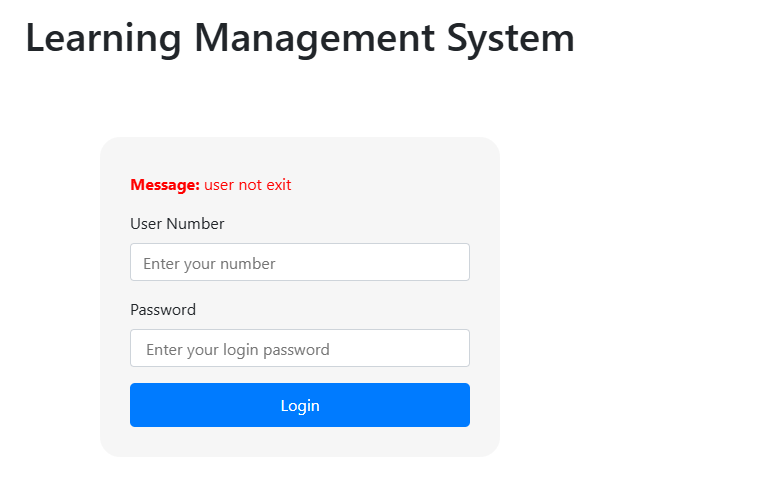 Learning Management System
Message: user not exit
User Number
Enter your number
Password
Enter your login password
Login